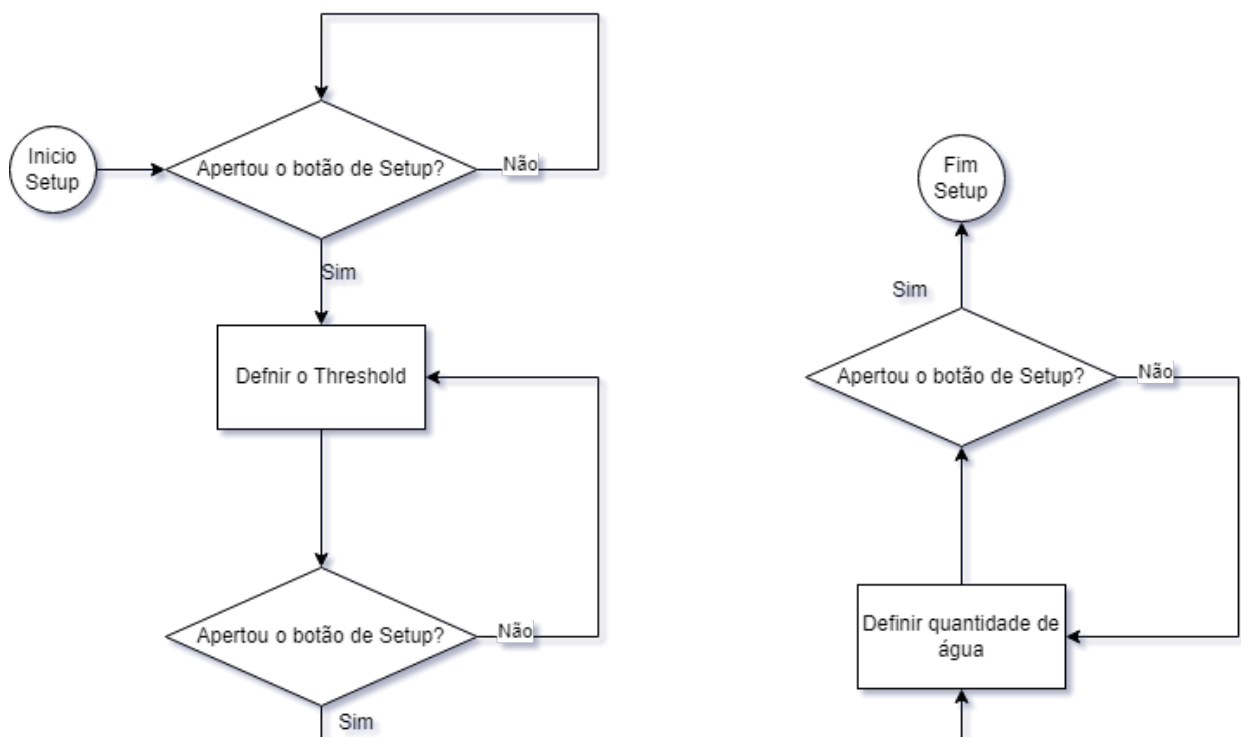 Inicio
Setup
Apertou o botão de Setup?
Não
Sim
Defnir o Threshold
Apertou o botão de Setup?
Não
Sim
Fim
Setup
Sim
Apertou o botão de Setup?
Não
Definir quantidade de
água